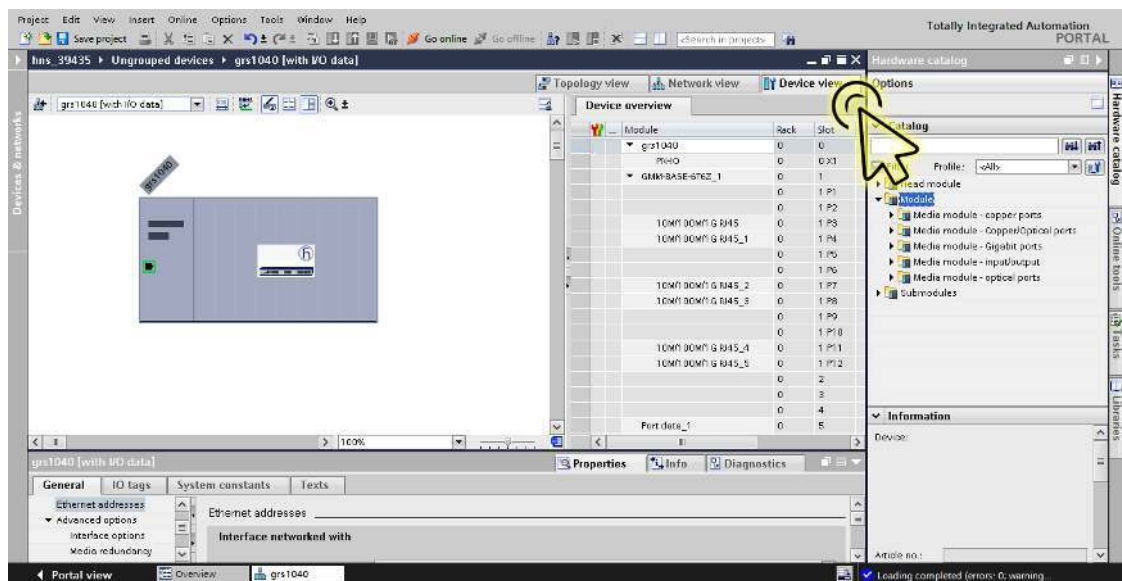 Project Edit View Insert Online Options Tools Window Help
Totally Integrated Automation
PORTAL
Save project
Go online
Go offline
<Search in project>
hns_39435 ▸ Ungrouped devices ▸ grs1040 [with I/O data]
Hardware catalog
Topology view
Network view
Device view
Options
grs1040 [with I/O data]
Device overview
Module Rack Slot
Catalog
grs1040 0 0
PN-IO 0 0 X1
GMM-BASE-6T6Z_1 0 1
0 1 P1
0 1 P2
10M/100M/1G RJ45 0 1 P3
10M/100M/1G RJ45_1 0 1 P4
0 1 P5
0 1 P6
10M/100M/1G RJ45_2 0 1 P7
10M/100M/1G RJ45_3 0 1 P8
0 1 P9
0 1 P10
10M/100M/1G RJ45_4 0 1 P11
10M/100M/1G RJ45_5 0 1 P12
0 2
0 3
0 4
Port data_1 0 5
Profile: <All>
Head module
Module
Media module - copper ports
Media module - Copper/Optical ports
Media module - Gigabit ports
Media module - input/output
Media module - optical ports
Submodules
Information
Device:
Article no.:
Devices & networks
grs1040
100%
Hardware catalog
Online tools
Tasks
Libraries
grs1040 [with I/O data]
Properties
Info
Diagnostics
General
IO tags
System constants
Texts
Ethernet addresses
Advanced options
Interface options
Media redundancy
Ethernet addresses
Interface networked with
Portal view
Overview
grs1040
Loading completed (errors: 0; warning...